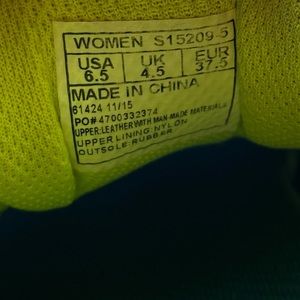 WOMEN S15209-5
USA UK EUR
6.5 4.5 37.5
MADE IN CHINA
61424 11/15
PO# 4700332374
UPPER:LEATHER WITH MAN-MADE MATERIALS
UPPER LINING NYLON
OUTSOLE: RUBBER